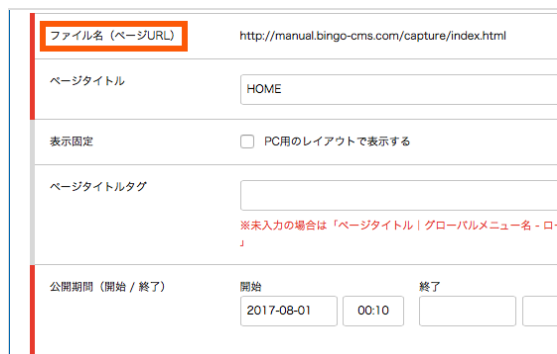 ファイル名（ページURL） http://manual.bingo-cms.com/capture/index.html
ページタイトル HOME
表示固定 PC用のレイアウトで表示する
ページタイトルタグ
※未入力の場合は「ページタイトル｜グローバルメニュー名 - ロー
」
公開期間（開始 / 終了） 開始 終了
2017-08-01 00:10